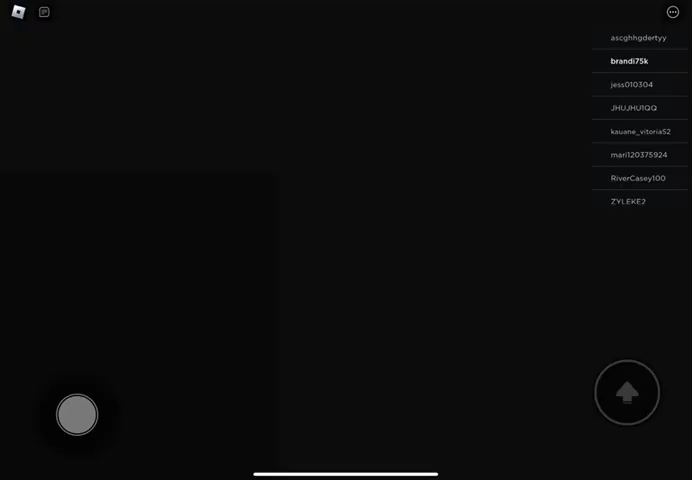 ascghhgdertyy
brandi75k
jess010304
JHUJHU1QQ
kauane_vitoria52
mari120375924
RiverCasey100
ZYLEKE2